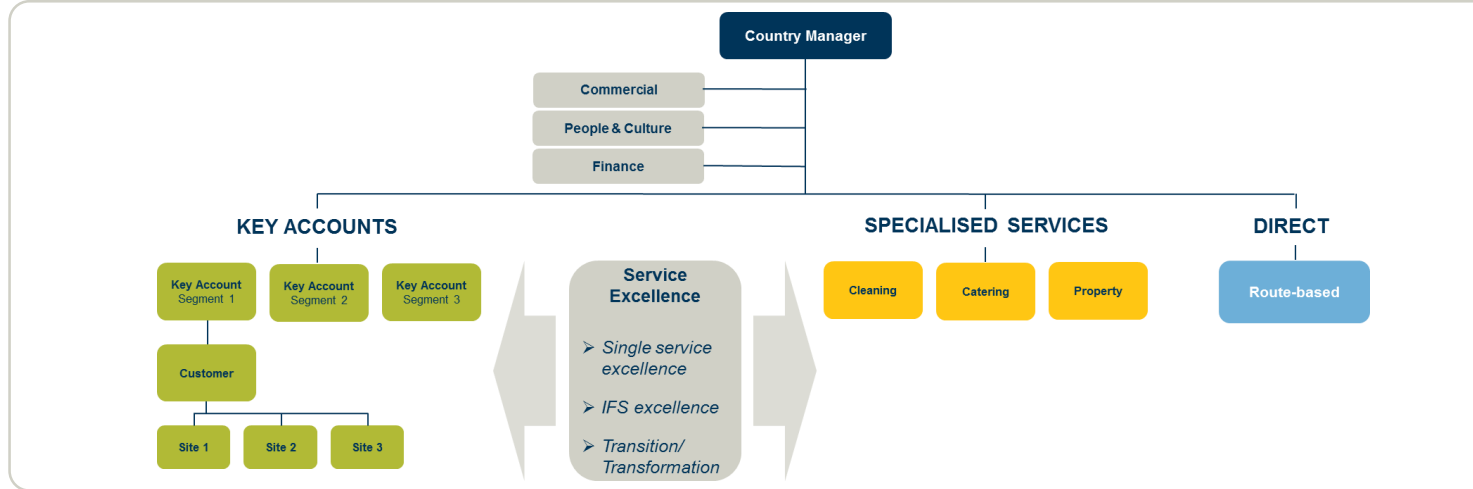 Country Manager
Commercial
People & Culture
Finance
KEY ACCOUNTS
SPECIALISED SERVICES
DIRECT
Key Account
Segment 1
Key Account
Segment 2
Key Account
Segment 3
Customer
Site 1
Site 2
Site 3
Service
Excellence
➢ Single service
excellence
➢ IFS excellence
➢ Transition/
Transformation
Cleaning
Catering
Property
Route-based